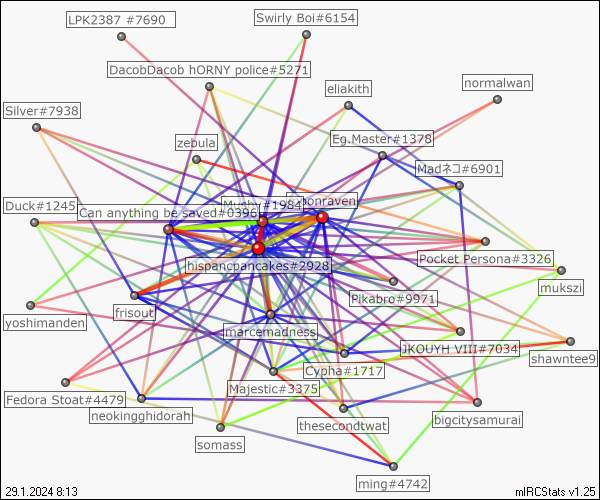 LPK2387 #7690
Swirly Boi#6154
DacobDacob hORNY police#5271
eliakith
normalwan
Silver#7938
Eg.Master#1378
zebula
Madネコ#6901
Duck#1245
Can anything be saved#0396
#1984
onraven
hispancpancakes#2928
Pocket Persona#3326
mukszi
Pikabro#9971
frisout
yoshimanden
marcemadness
JKOUYH VIII#7034
shawntee9
Cypha#1717
Majestic#3375
Fedora Stoat#4479
neokingghidorah
thesecondtwat
bigcitysamurai
somass
ming#4742
29.1.2024 8:13
mIRCStats v1.25